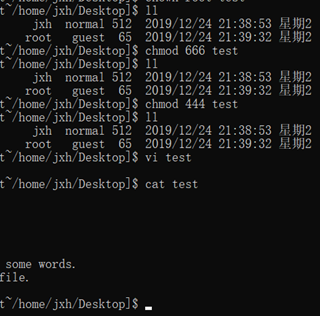 t~/home/jxh/Desktop]$ ll
jxh normal 512 2019/12/24 21:38:53 星期2
root guest 65 2019/12/24 21:39:32 星期2
t~/home/jxh/Desktop]$ chmod 666 test
t~/home/jxh/Desktop]$ ll
jxh normal 512 2019/12/24 21:38:53 星期2
root guest 65 2019/12/24 21:39:32 星期2
t~/home/jxh/Desktop]$ chmod 444 test
t~/home/jxh/Desktop]$ ll
jxh normal 512 2019/12/24 21:38:53 星期2
root guest 65 2019/12/24 21:39:32 星期2
t~/home/jxh/Desktop]$ vi test
t~/home/jxh/Desktop]$ cat test
some words.
file.
t~/home/jxh/Desktop]$